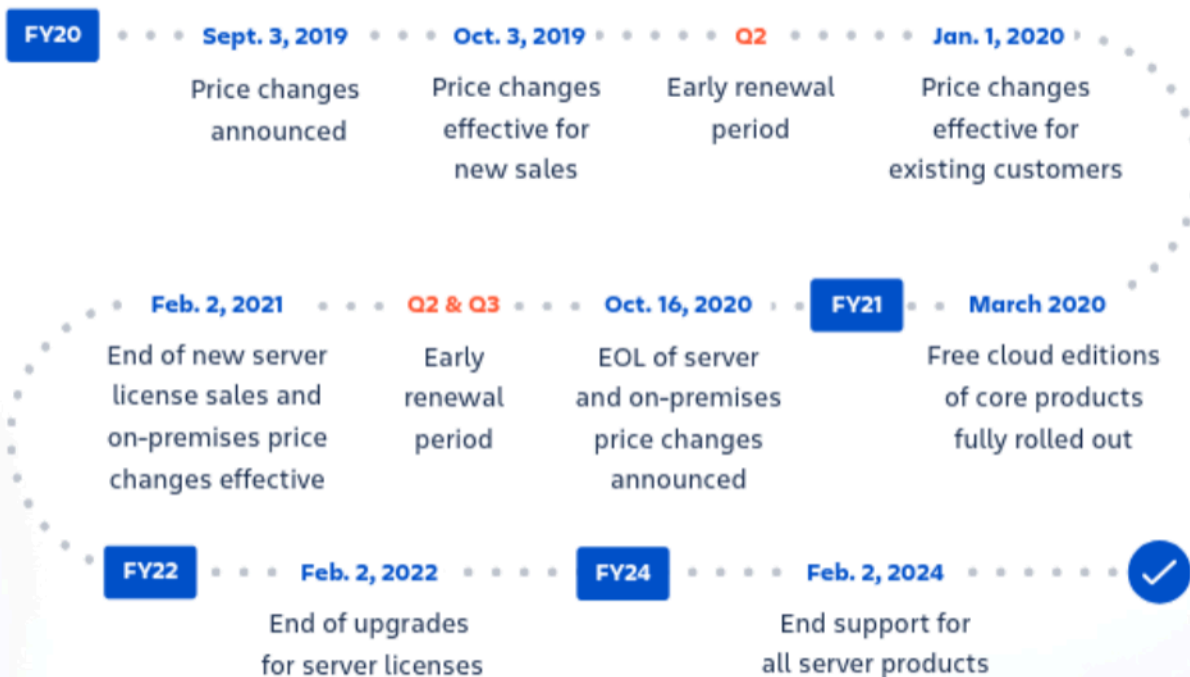 FY20
Sept. 3, 2019
Price changes
announced
Oct. 3, 2019
Price changes
effective for
new sales
Q2
Early renewal
period
Jan. 1, 2020
Price changes
effective for
existing customers
March 2020
Free cloud editions
of core products
fully rolled out
FY21
Oct. 16, 2020
EOL of server
and on-premises
price changes
announced
Q2 & Q3
Early
renewal
period
Feb. 2, 2021
End of new server
license sales and
on-premises price
changes effective
FY22
Feb. 2, 2022
End of upgrades
for server licenses
FY24
Feb. 2, 2024
End support for
all server products